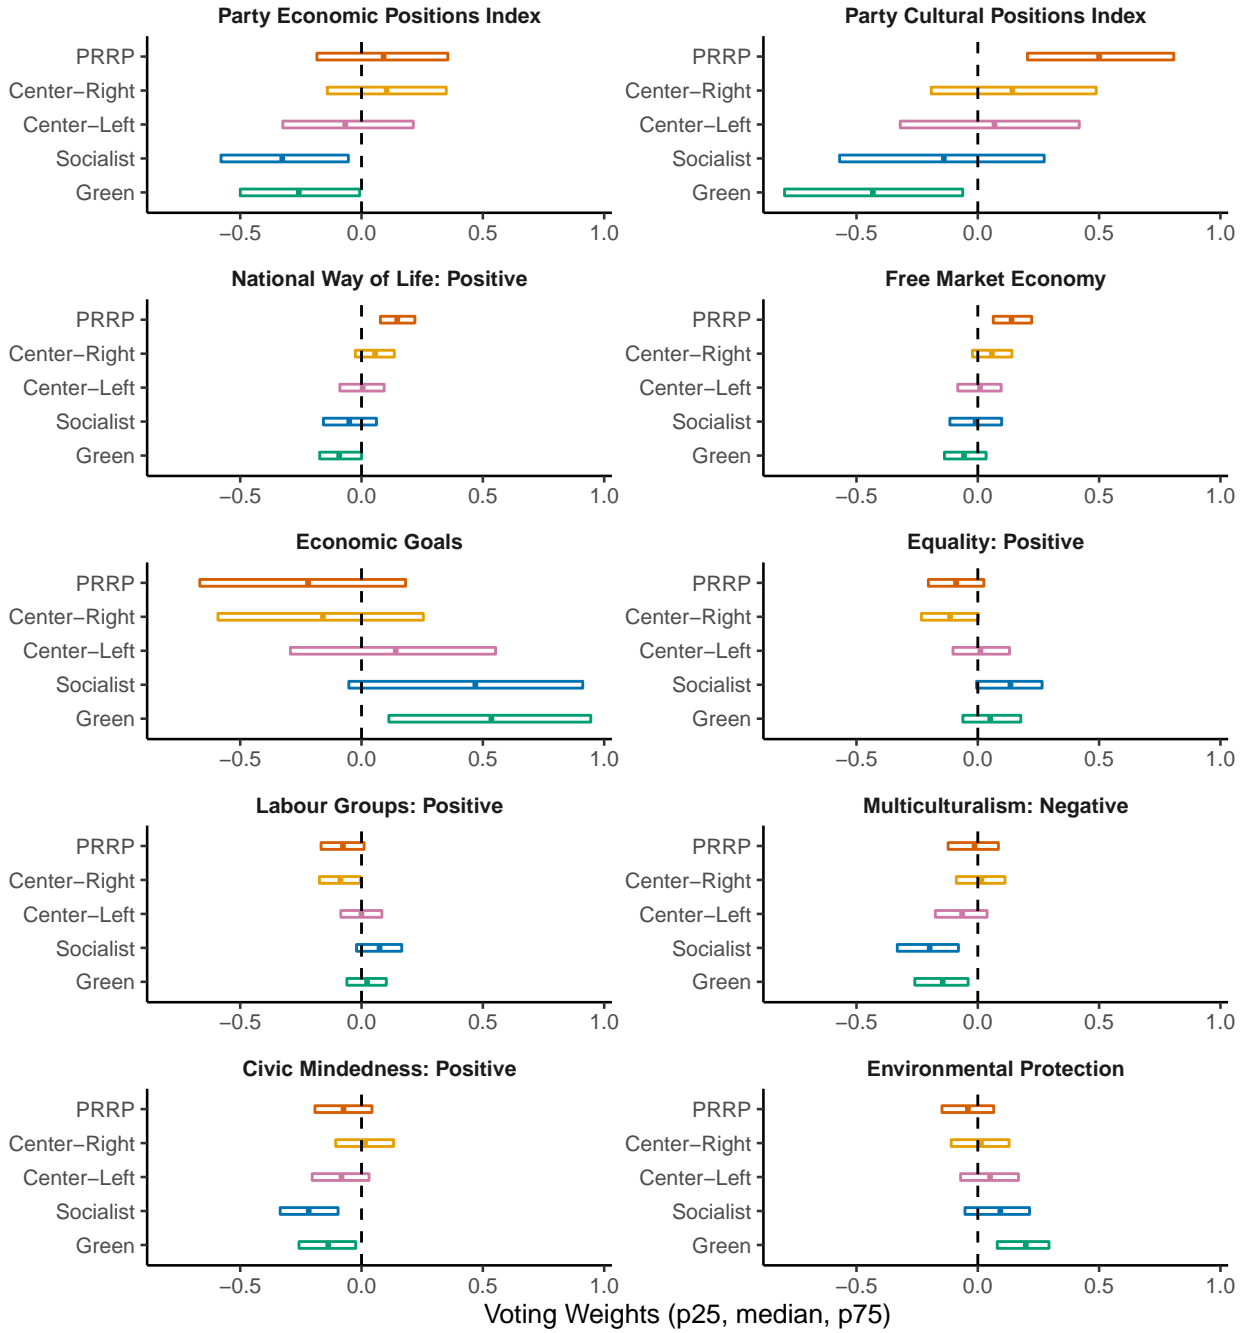 Party Economic Positions Index
PRRP
Center−Right
Center−Left
Socialist
Green
−0.5 0.0 0.5 1.0
Party Cultural Positions Index
PRRP
Center−Right
Center−Left
Socialist
Green
−0.5 0.0 0.5 1.0
National Way of Life: Positive
PRRP
Center−Right
Center−Left
Socialist
Green
−0.5 0.0 0.5 1.0
Free Market Economy
PRRP
Center−Right
Center−Left
Socialist
Green
−0.5 0.0 0.5 1.0
Economic Goals
PRRP
Center−Right
Center−Left
Socialist
Green
−0.5 0.0 0.5 1.0
Equality: Positive
PRRP
Center−Right
Center−Left
Socialist
Green
−0.5 0.0 0.5 1.0
Labour Groups: Positive
PRRP
Center−Right
Center−Left
Socialist
Green
−0.5 0.0 0.5 1.0
Multiculturalism: Negative
PRRP
Center−Right
Center−Left
Socialist
Green
−0.5 0.0 0.5 1.0
Civic Mindedness: Positive
PRRP
Center−Right
Center−Left
Socialist
Green
−0.5 0.0 0.5 1.0
Environmental Protection
PRRP
Center−Right
Center−Left
Socialist
Green
−0.5 0.0 0.5 1.0
Voting Weights (p25, median, p75)